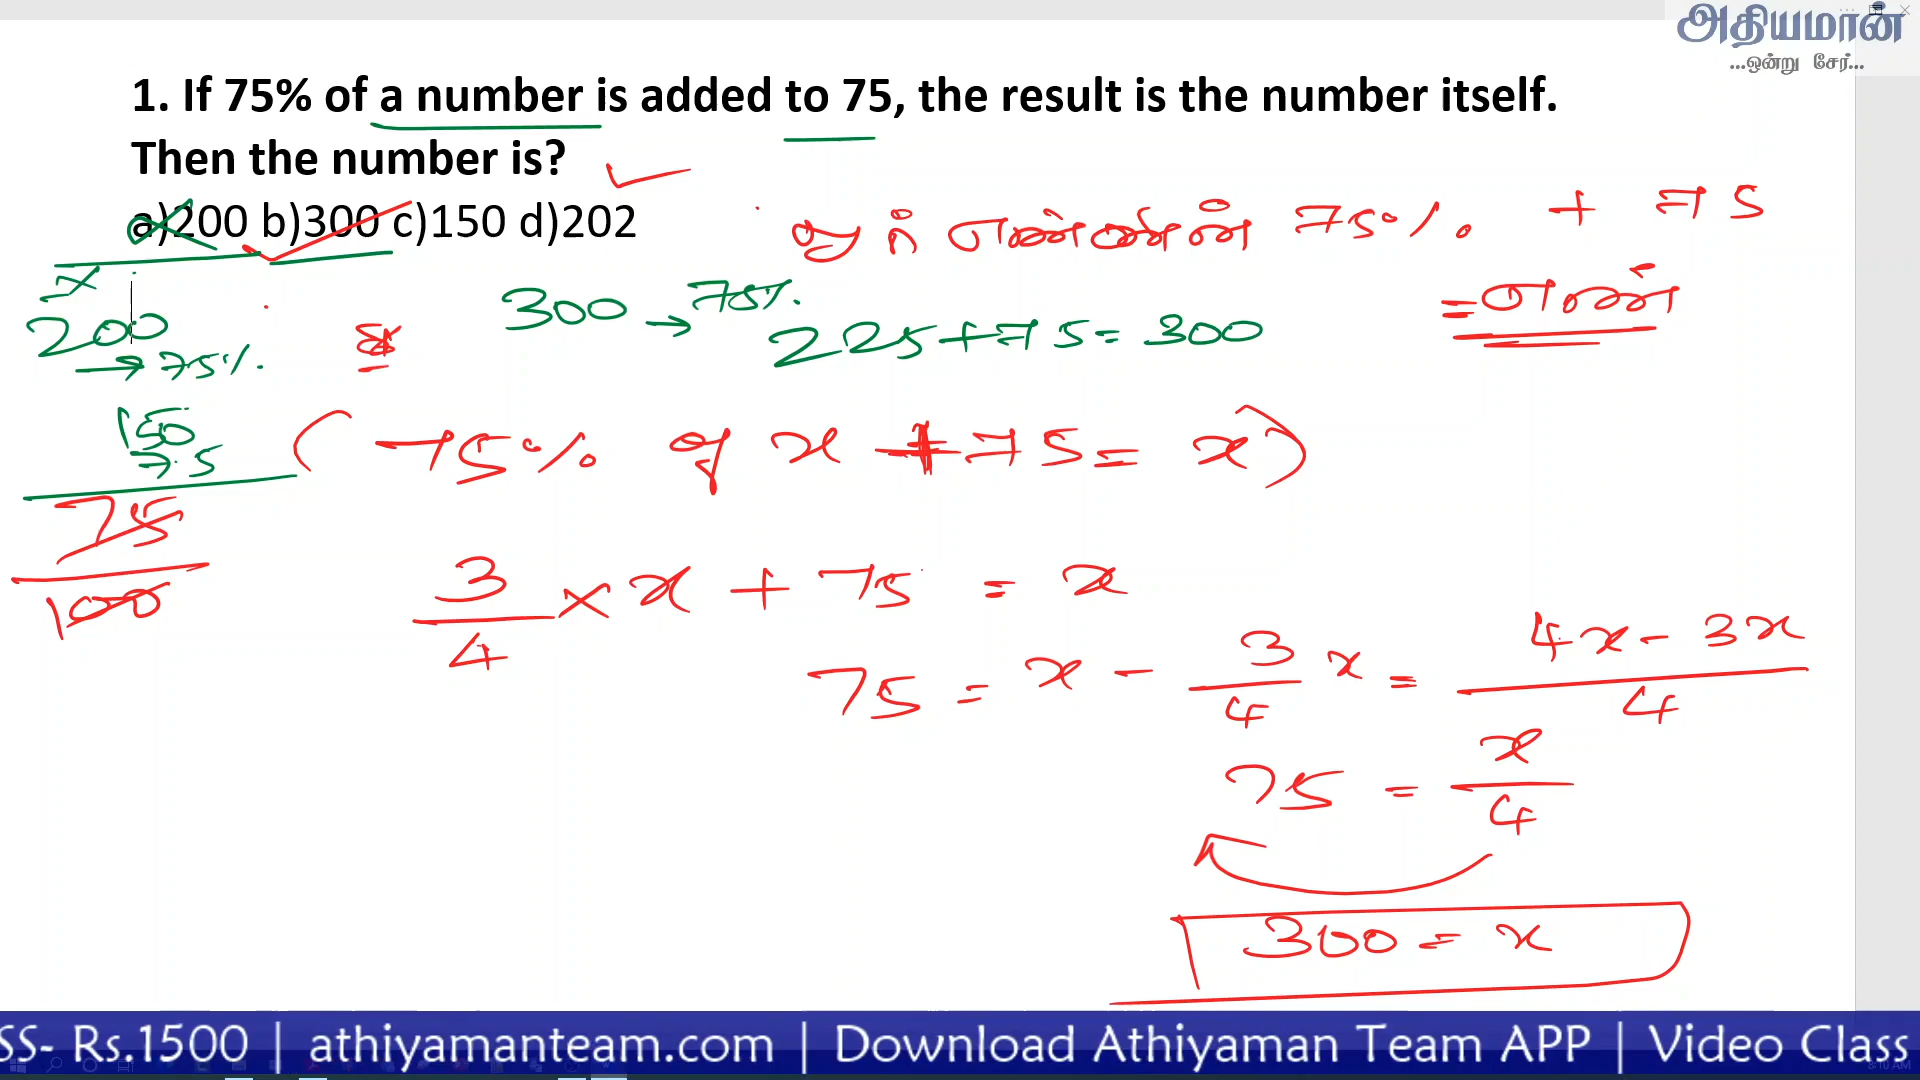 அதியமான்
...ஒன்று சேர்...
1. If 75% of a number is added to 75, the result is the number itself.
Then the number is?
a)200 b)300 c)150 d)202
ஓர் எண்ணின் 75% + 75
= எண்
x
200
→ 75%
150
75
300 → 75%
225 + 75 = 300
( 75% of x + 75 = x )
75
100
3/4 × x + 75 = x
75 = x - 3/4 x = 4x - 3x / 4
75 = x/4
300 = x
SS- Rs.1500 | athiyamanteam.com | Download Athiyaman Team APP | Video Class